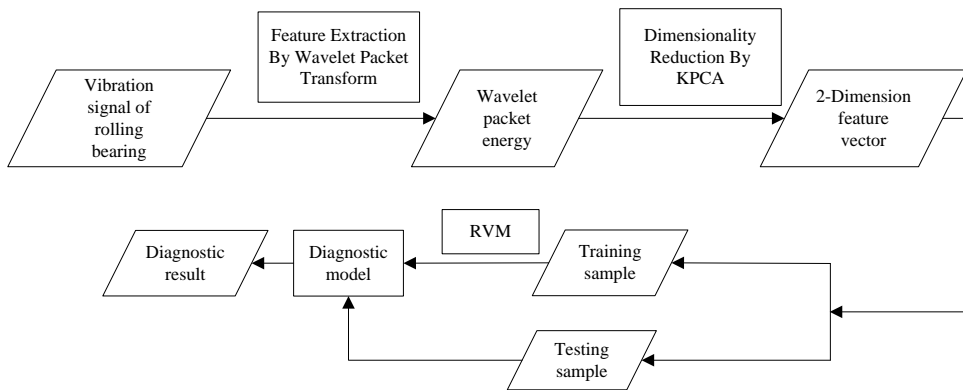 Feature Extraction
By Wavelet Packet
Transform
Dimensionality
Reduction By
KPCA
Vibration
signal of
rolling
bearing
Wavelet
packet
energy
2-Dimension
feature
vector
RVM
Diagnostic
result
Diagnostic
model
Training
sample
Testing
sample